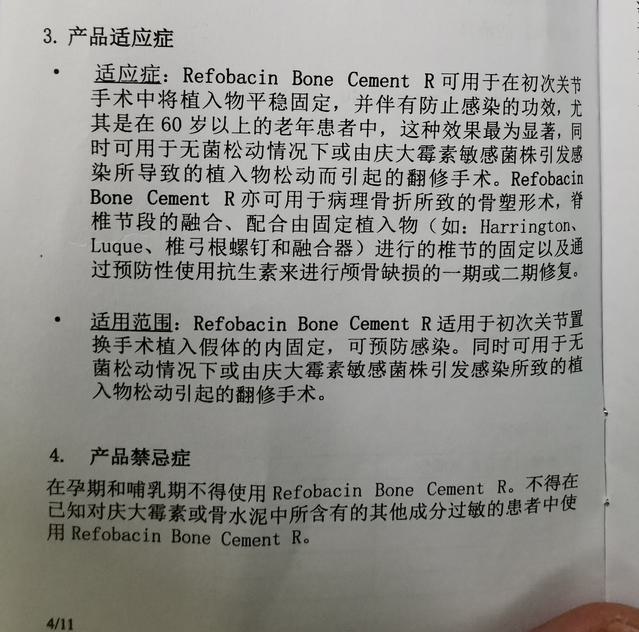 3. 产品适应症
• 适应症：Refobacin Bone Cement R 可用于在初次关节
手术中将植入物平稳固定，并伴有防止感染的功效，尤
其是在 60 岁以上的老年患者中，这种效果最为显著，同
时可用于无菌松动情况下或由庆大霉素敏感菌株引发感
染所导致的植入物松动而引起的翻修手术。Refobacin
Bone Cement R 亦可用于病理骨折所致的骨塑形术，脊
椎节段的融合、配合由固定植入物（如：Harrington、
Luque、椎弓根螺钉和融合器）进行的椎节的固定以及通
过预防性使用抗生素来进行颅骨缺损的一期或二期修复。
• 适用范围：Refobacin Bone Cement R 适用于初次关节置
换手术植入假体的内固定，可预防感染。同时可用于无
菌松动情况下或由庆大霉素敏感菌株引发感染所致的植
入物松动引起的翻修手术。
4. 产品禁忌症
在孕期和哺乳期不得使用 Refobacin Bone Cement R。不得在
已知对庆大霉素或骨水泥中所含有的其他成分过敏的患者中使
用 Refobacin Bone Cement R。
4/11